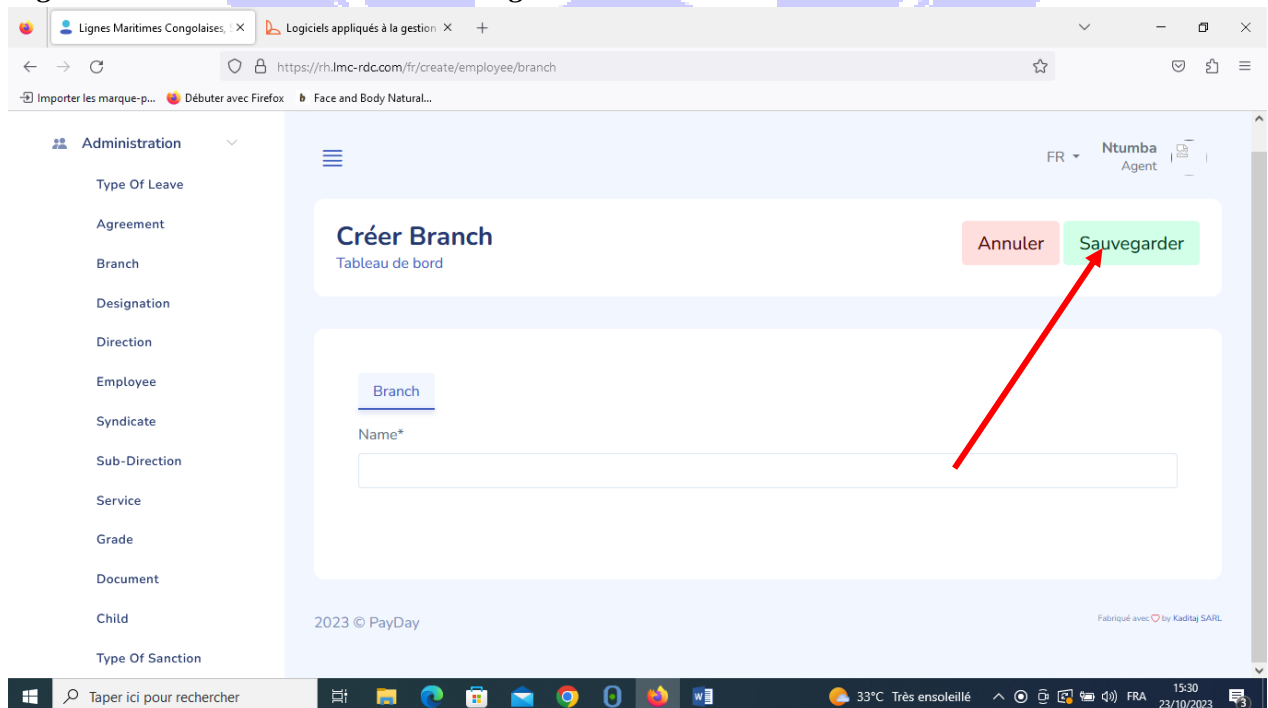 Lignes Maritimes Congolaises, S
Logiciels appliqués à la gestion
https://rh.lmc-rdc.com/fr/create/employee/branch
Importer les marque-p...
Débuter avec Firefox
Face and Body Natural...
Administration
Type Of Leave
Agreement
Branch
Designation
Direction
Employee
Syndicate
Sub-Direction
Service
Grade
Document
Child
Type Of Sanction
FR
Ntumba
Agent
Créer Branch
Tableau de bord
Annuler
Sauvegarder
Branch
Name*
2023 © PayDay
Fabriqué avec by Kaditaj SARL
Taper ici pour rechercher
33°C Très ensoleillé
FRA
15:30
23/10/2023
3